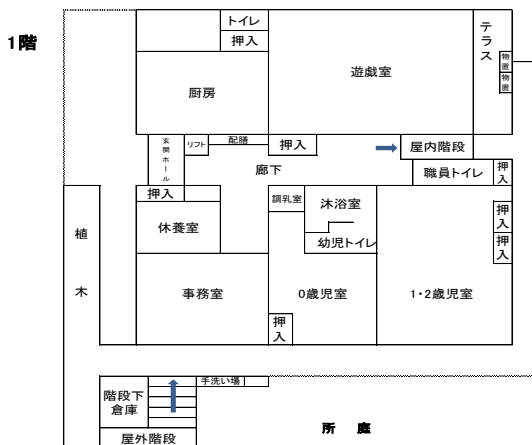 1階
トイレ
押入
テラス
物置
物置
厨房
遊戯室
玄関ホール
リフト
配膳
押入
屋内階段
廊下
職員トイレ
押入
押入
調乳室
沐浴室
押入
押入
休養室
幼児トイレ
植木
事務室
0歳児室
1・2歳児室
押入
手洗い場
階段下
倉庫
屋外階段
所　庭